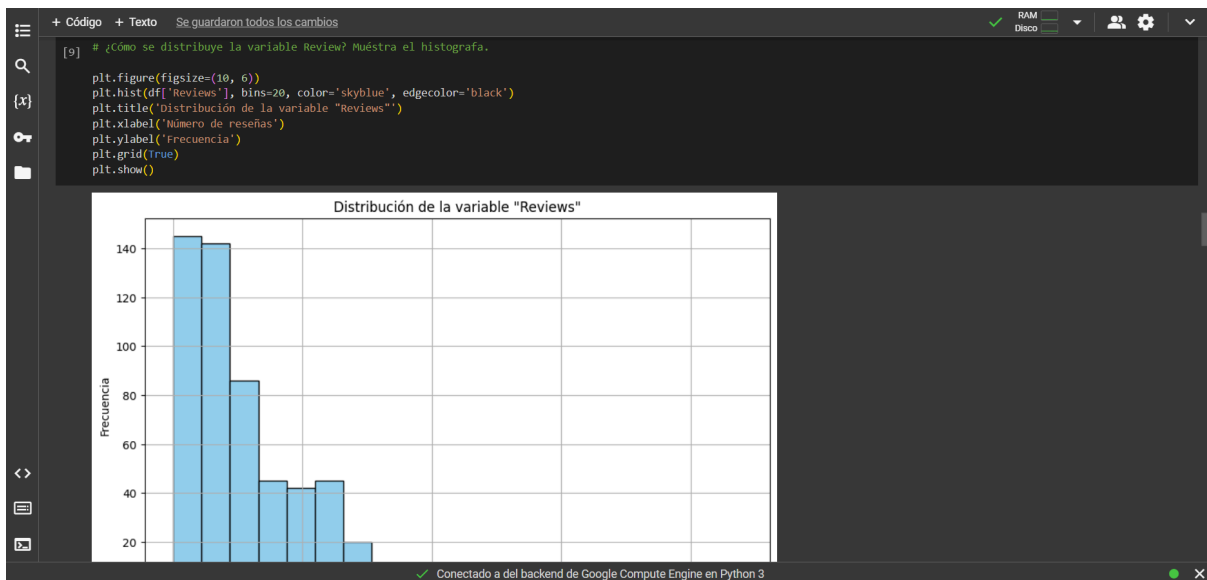 + Código + Texto Se guardaron todos los cambios
RAM
Disco
[9] # ¿Cómo se distribuye la variable Review? Muéstra el histografa.
plt.figure(figsize=(10, 6))
plt.hist(df['Reviews'], bins=20, color='skyblue', edgecolor='black')
plt.title('Distribución de la variable "Reviews"')
plt.xlabel('Número de reseñas')
plt.ylabel('Frecuencia')
plt.grid(True)
plt.show()
{x}
Distribución de la variable "Reviews"
140
120
100
80
60
40
20
Frecuencia
Conectado a del backend de Google Compute Engine en Python 3